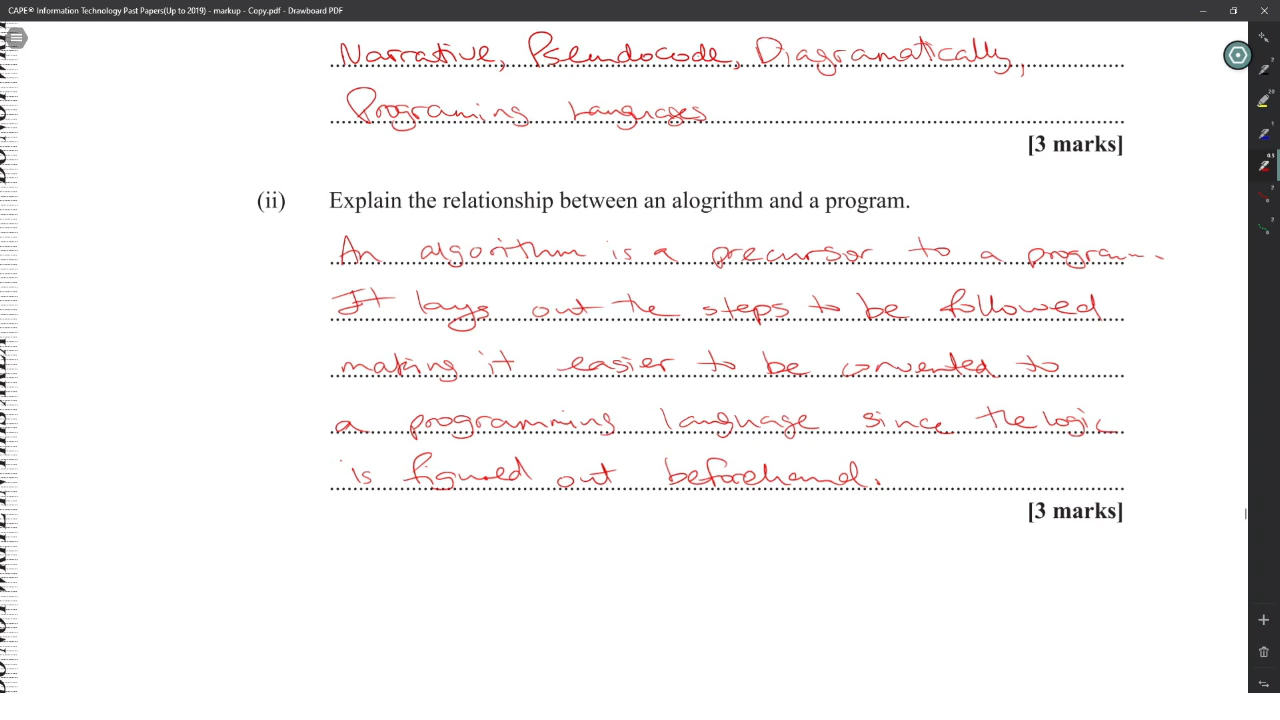 CAPE® Information Technology Past Papers(Up to 2019) - markup - Copy.pdf - Drawboard PDF
Narrative, Pseudocode, Diagramatically,
Programing Languages
[3 marks]
(ii) Explain the relationship between an alogrithm and a program.
An algorithm is a precursor to a program.
It lays out the steps to be followed
making it easier to be converted to
a programming language since the logic
is figured out beforehand.
[3 marks]